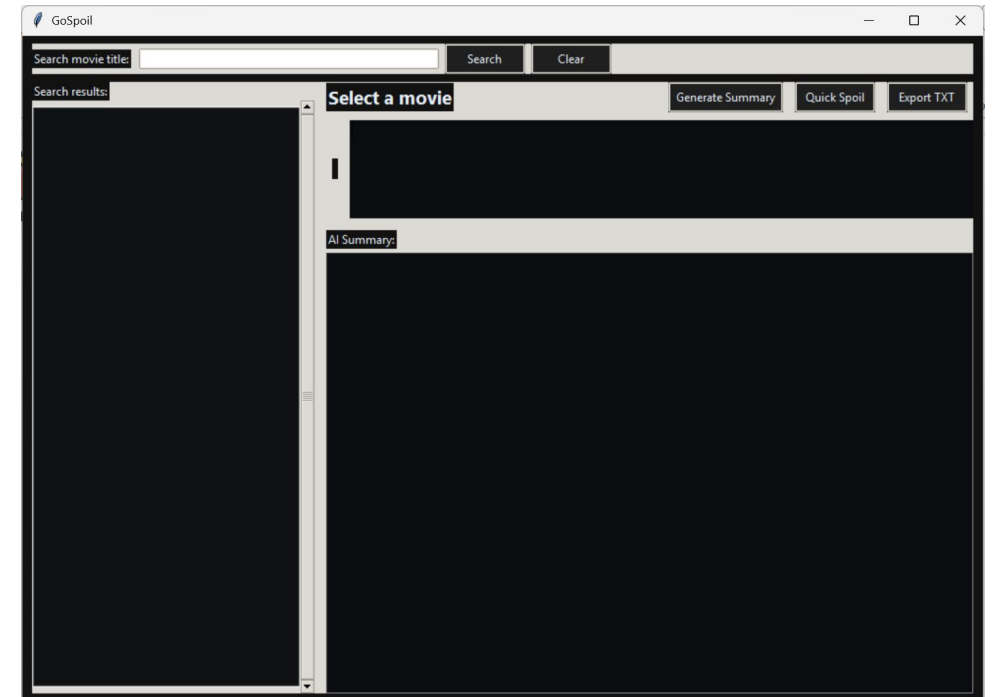 GoSpoil
Search movie title: Search Clear
Search results:
Select a movie Generate Summary Quick Spoil Export TXT
AI Summary: